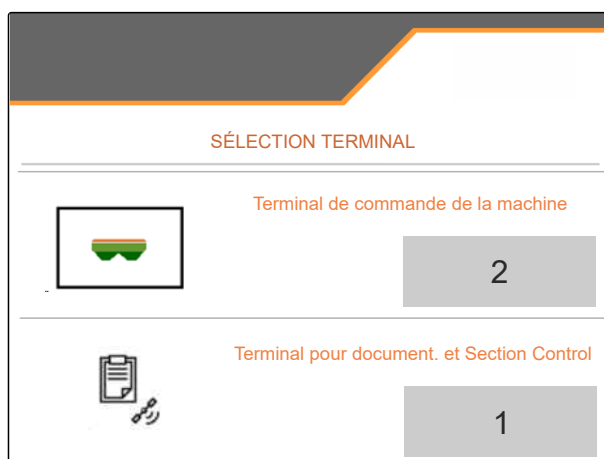 SÉLECTION TERMINAL
Terminal de commande de la machine
2
Terminal pour document. et Section Control
1